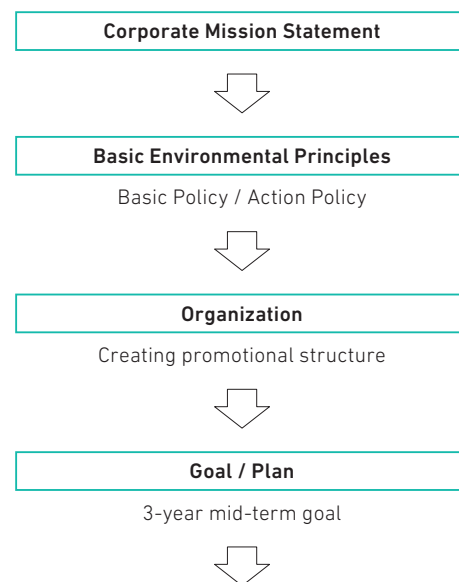 Corporate Mission Statement
Basic Environmental Principles
Basic Policy / Action Policy
Organization
Creating promotional structure
Goal / Plan
3-year mid-term goal